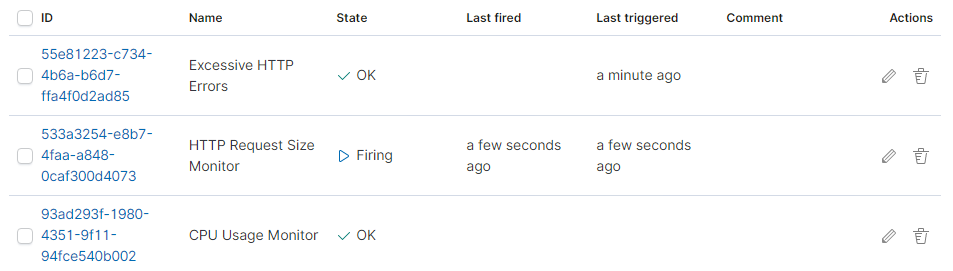 ID Name State Last fired Last triggered Comment Actions
55e81223-c734-
4b6a-b6d7-
ffa4f0d2ad85
Excessive HTTP
Errors
OK
a minute ago
533a3254-e8b7-
4faa-a848-
0caf300d4073
HTTP Request Size
Monitor
Firing
a few seconds
ago
a few seconds
ago
93ad293f-1980-
4351-9f11-
94fce540b002
CPU Usage Monitor
OK